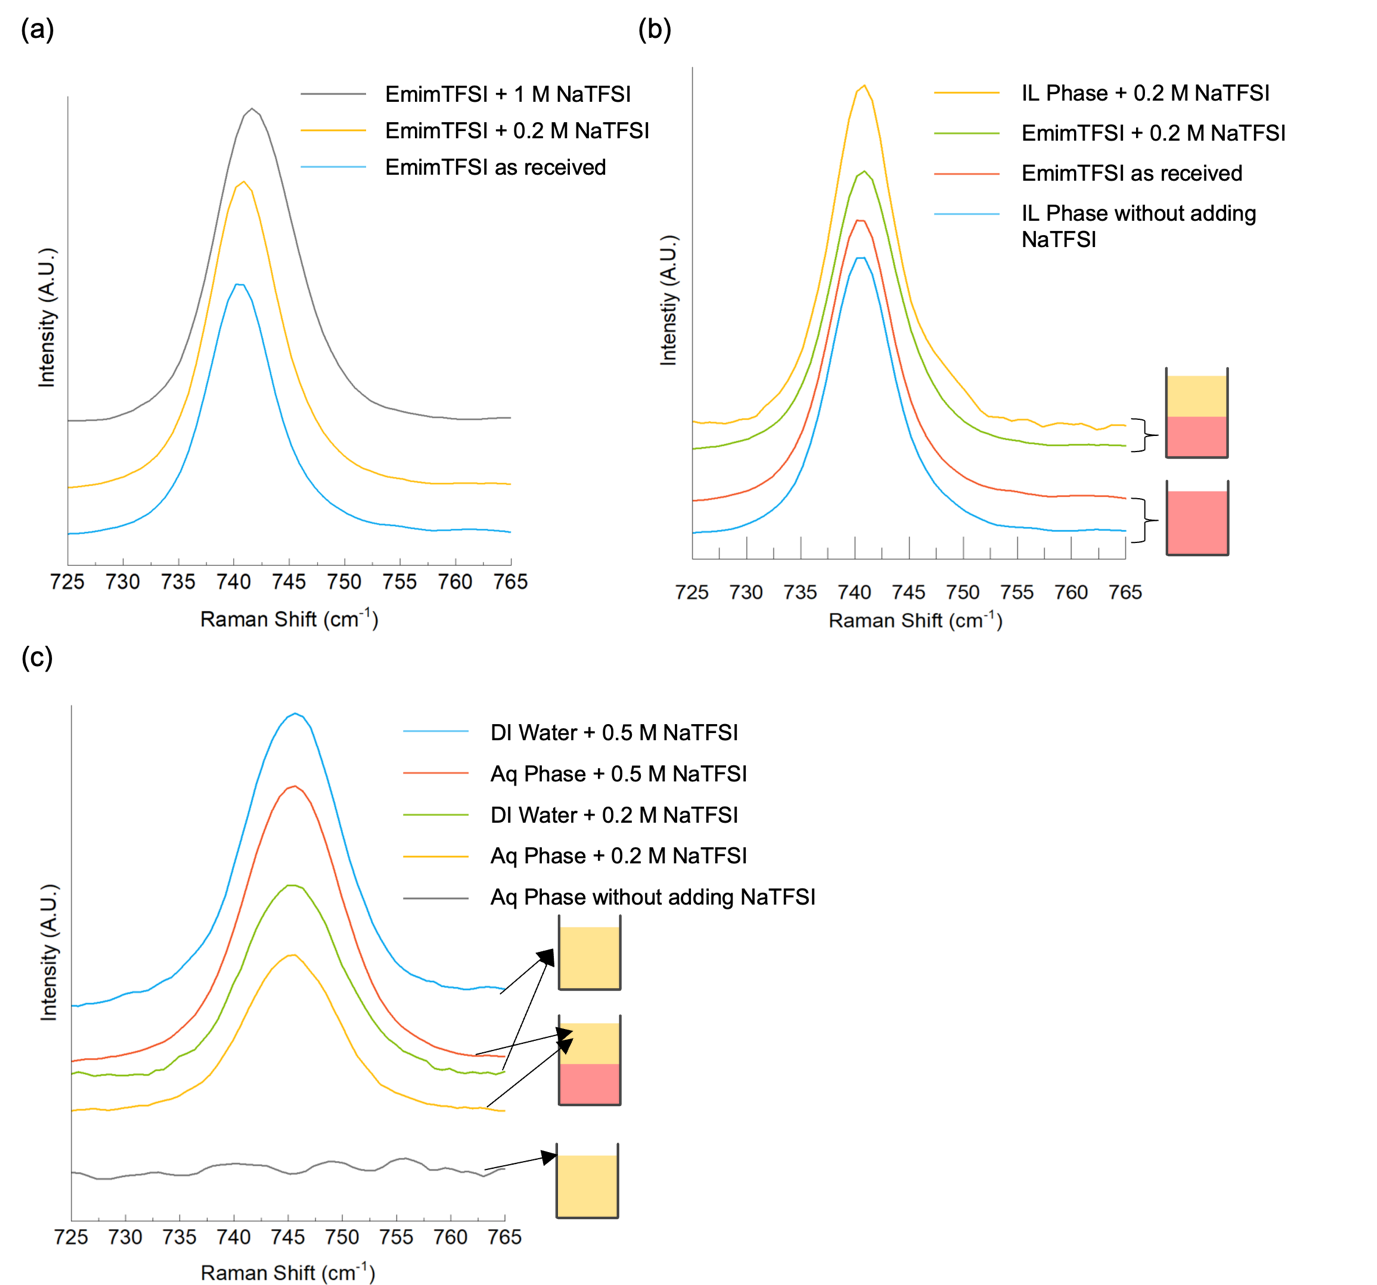 (a)
EmimTFSI + 1 M NaTFSI
EmimTFSI + 0.2 M NaTFSI
EmimTFSI as received
Intensity (A.U.)
725 730 735 740 745 750 755 760 765
Raman Shift (cm-1)
(b)
IL Phase + 0.2 M NaTFSI
EmimTFSI + 0.2 M NaTFSI
EmimTFSI as received
IL Phase without adding
NaTFSI
Intenstiy (A.U.)
725 730 735 740 745 750 755 760 765
Raman Shift (cm-1)
(c)
DI Water + 0.5 M NaTFSI
Aq Phase + 0.5 M NaTFSI
DI Water + 0.2 M NaTFSI
Aq Phase + 0.2 M NaTFSI
Aq Phase without adding NaTFSI
Intensity (A.U.)
725 730 735 740 745 750 755 760 765
Raman Shift (cm-1)